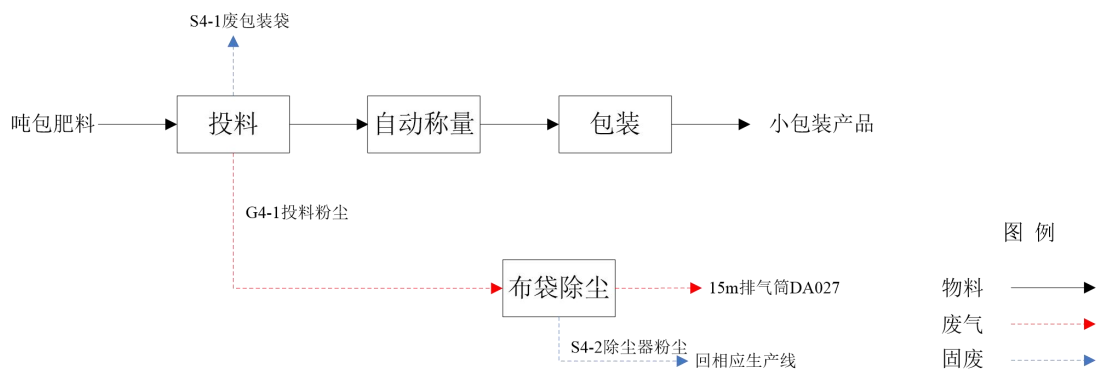 S4-1废包装袋
吨包肥料
投料
自动称量
包装
小包装产品
G4-1投料粉尘
图 例
布袋除尘
15m排气筒DA027
物料
废气
S4-2除尘器粉尘
回相应生产线
固废